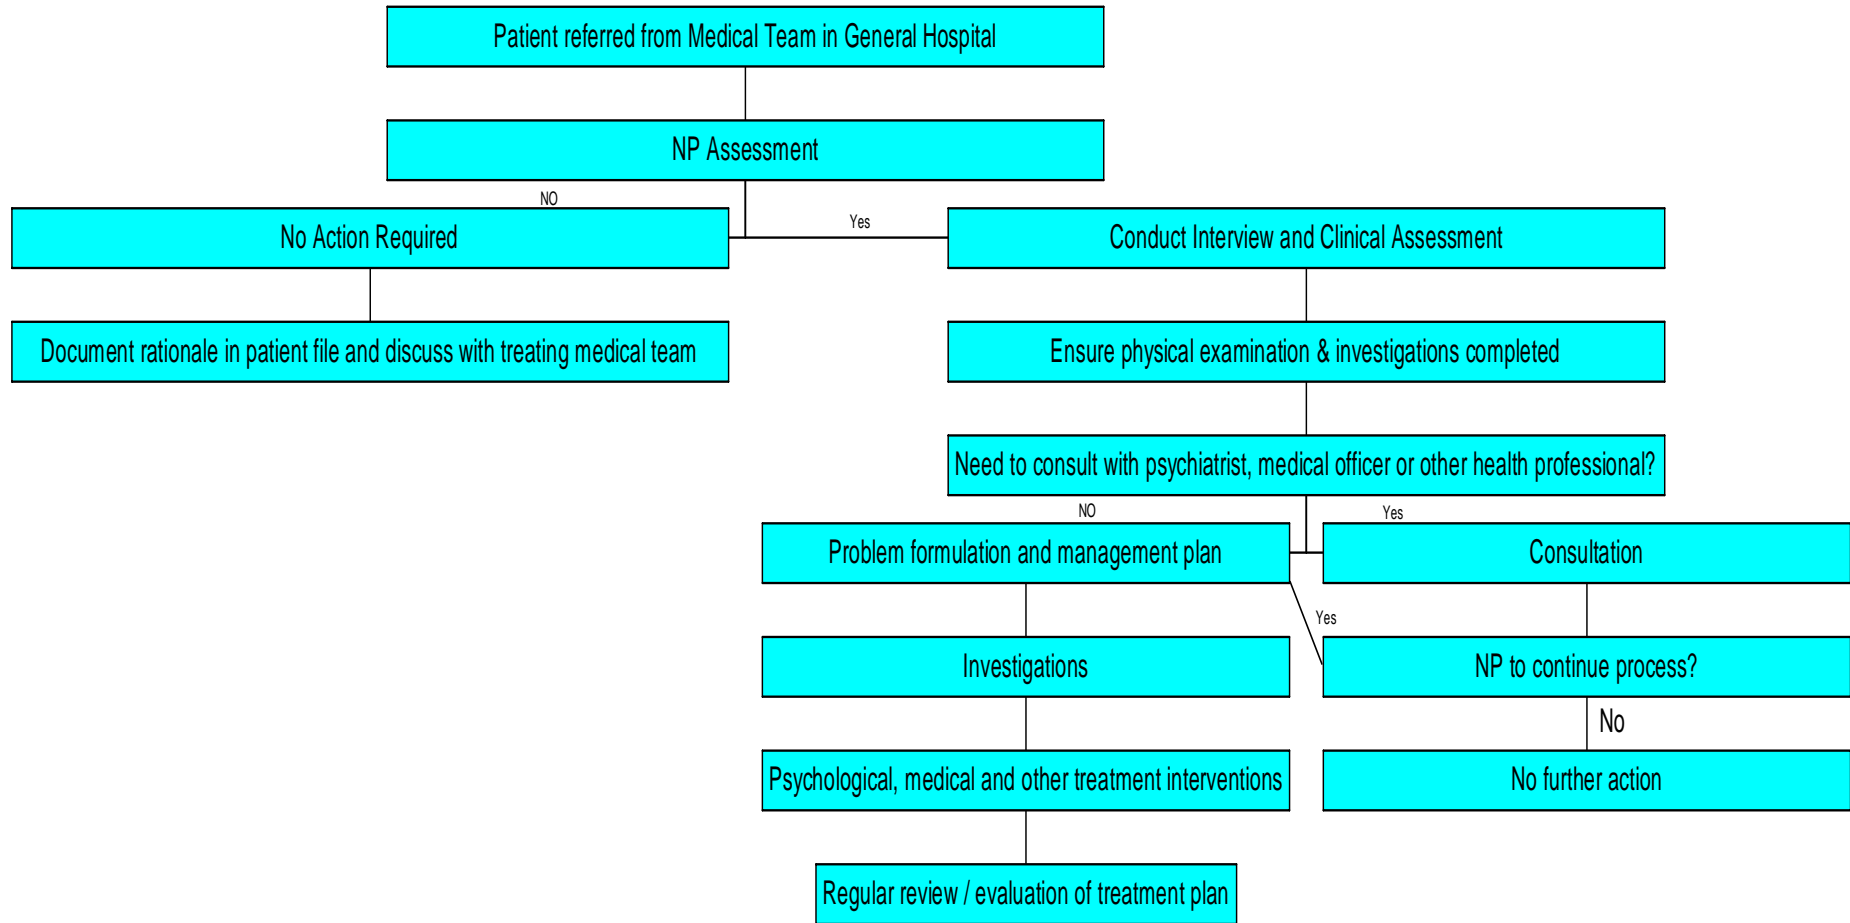 Patient referred from Medical Team in General Hospital
NP Assessment
NO
Yes
No Action Required
Conduct Interview and Clinical Assessment
Document rationale in patient file and discuss with treating medical team
Ensure physical examination & investigations completed
Need to consult with psychiatrist, medical officer or other health professional?
NO
Yes
Problem formulation and management plan
Consultation
Yes
Investigations
NP to continue process?
No
Psychological, medical and other treatment interventions
No further action
Regular review / evaluation of treatment plan